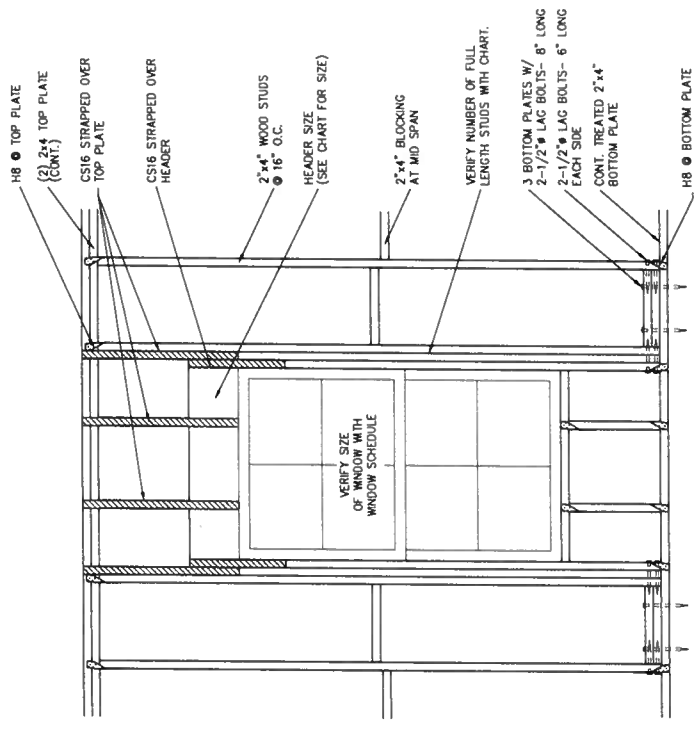 H8 @ TOP PLATE
(2) 2x4 TOP PLATE
(CONT.)
CS16 STRAPPED OVER
TOP PLATE
CS16 STRAPPED OVER
HEADER
2"x4" WOOD STUDS
@ 16" O.C.
HEADER SIZE
(SEE CHART FOR SIZE)
2"x4" BLOCKING
AT MID SPAN
VERIFY NUMBER OF FULL
LENGTH STUDS WITH CHART.
3 BOTTOM PLATES W/
2-1/2"ø LAG BOLTS- 8" LONG
2-1/2"ø LAG BOLTS- 6" LONG
EACH SIDE
CONT. TREATED 2"x4"
BOTTOM PLATE
H8 @ BOTTOM PLATE
VERIFY SIZE
OF WINDOW WITH
WINDOW SCHEDULE